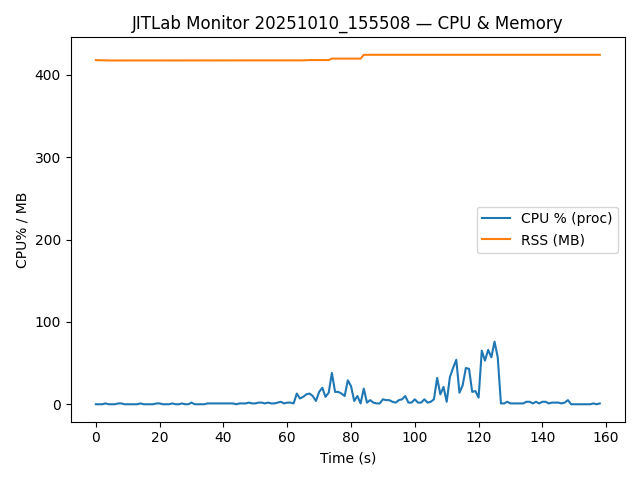 JITLab Monitor 20251010_155508 — CPU & Memory
CPU% / MB
400
300
200
100
0
CPU % (proc)
RSS (MB)
0 20 40 60 80 100 120 140 160
Time (s)